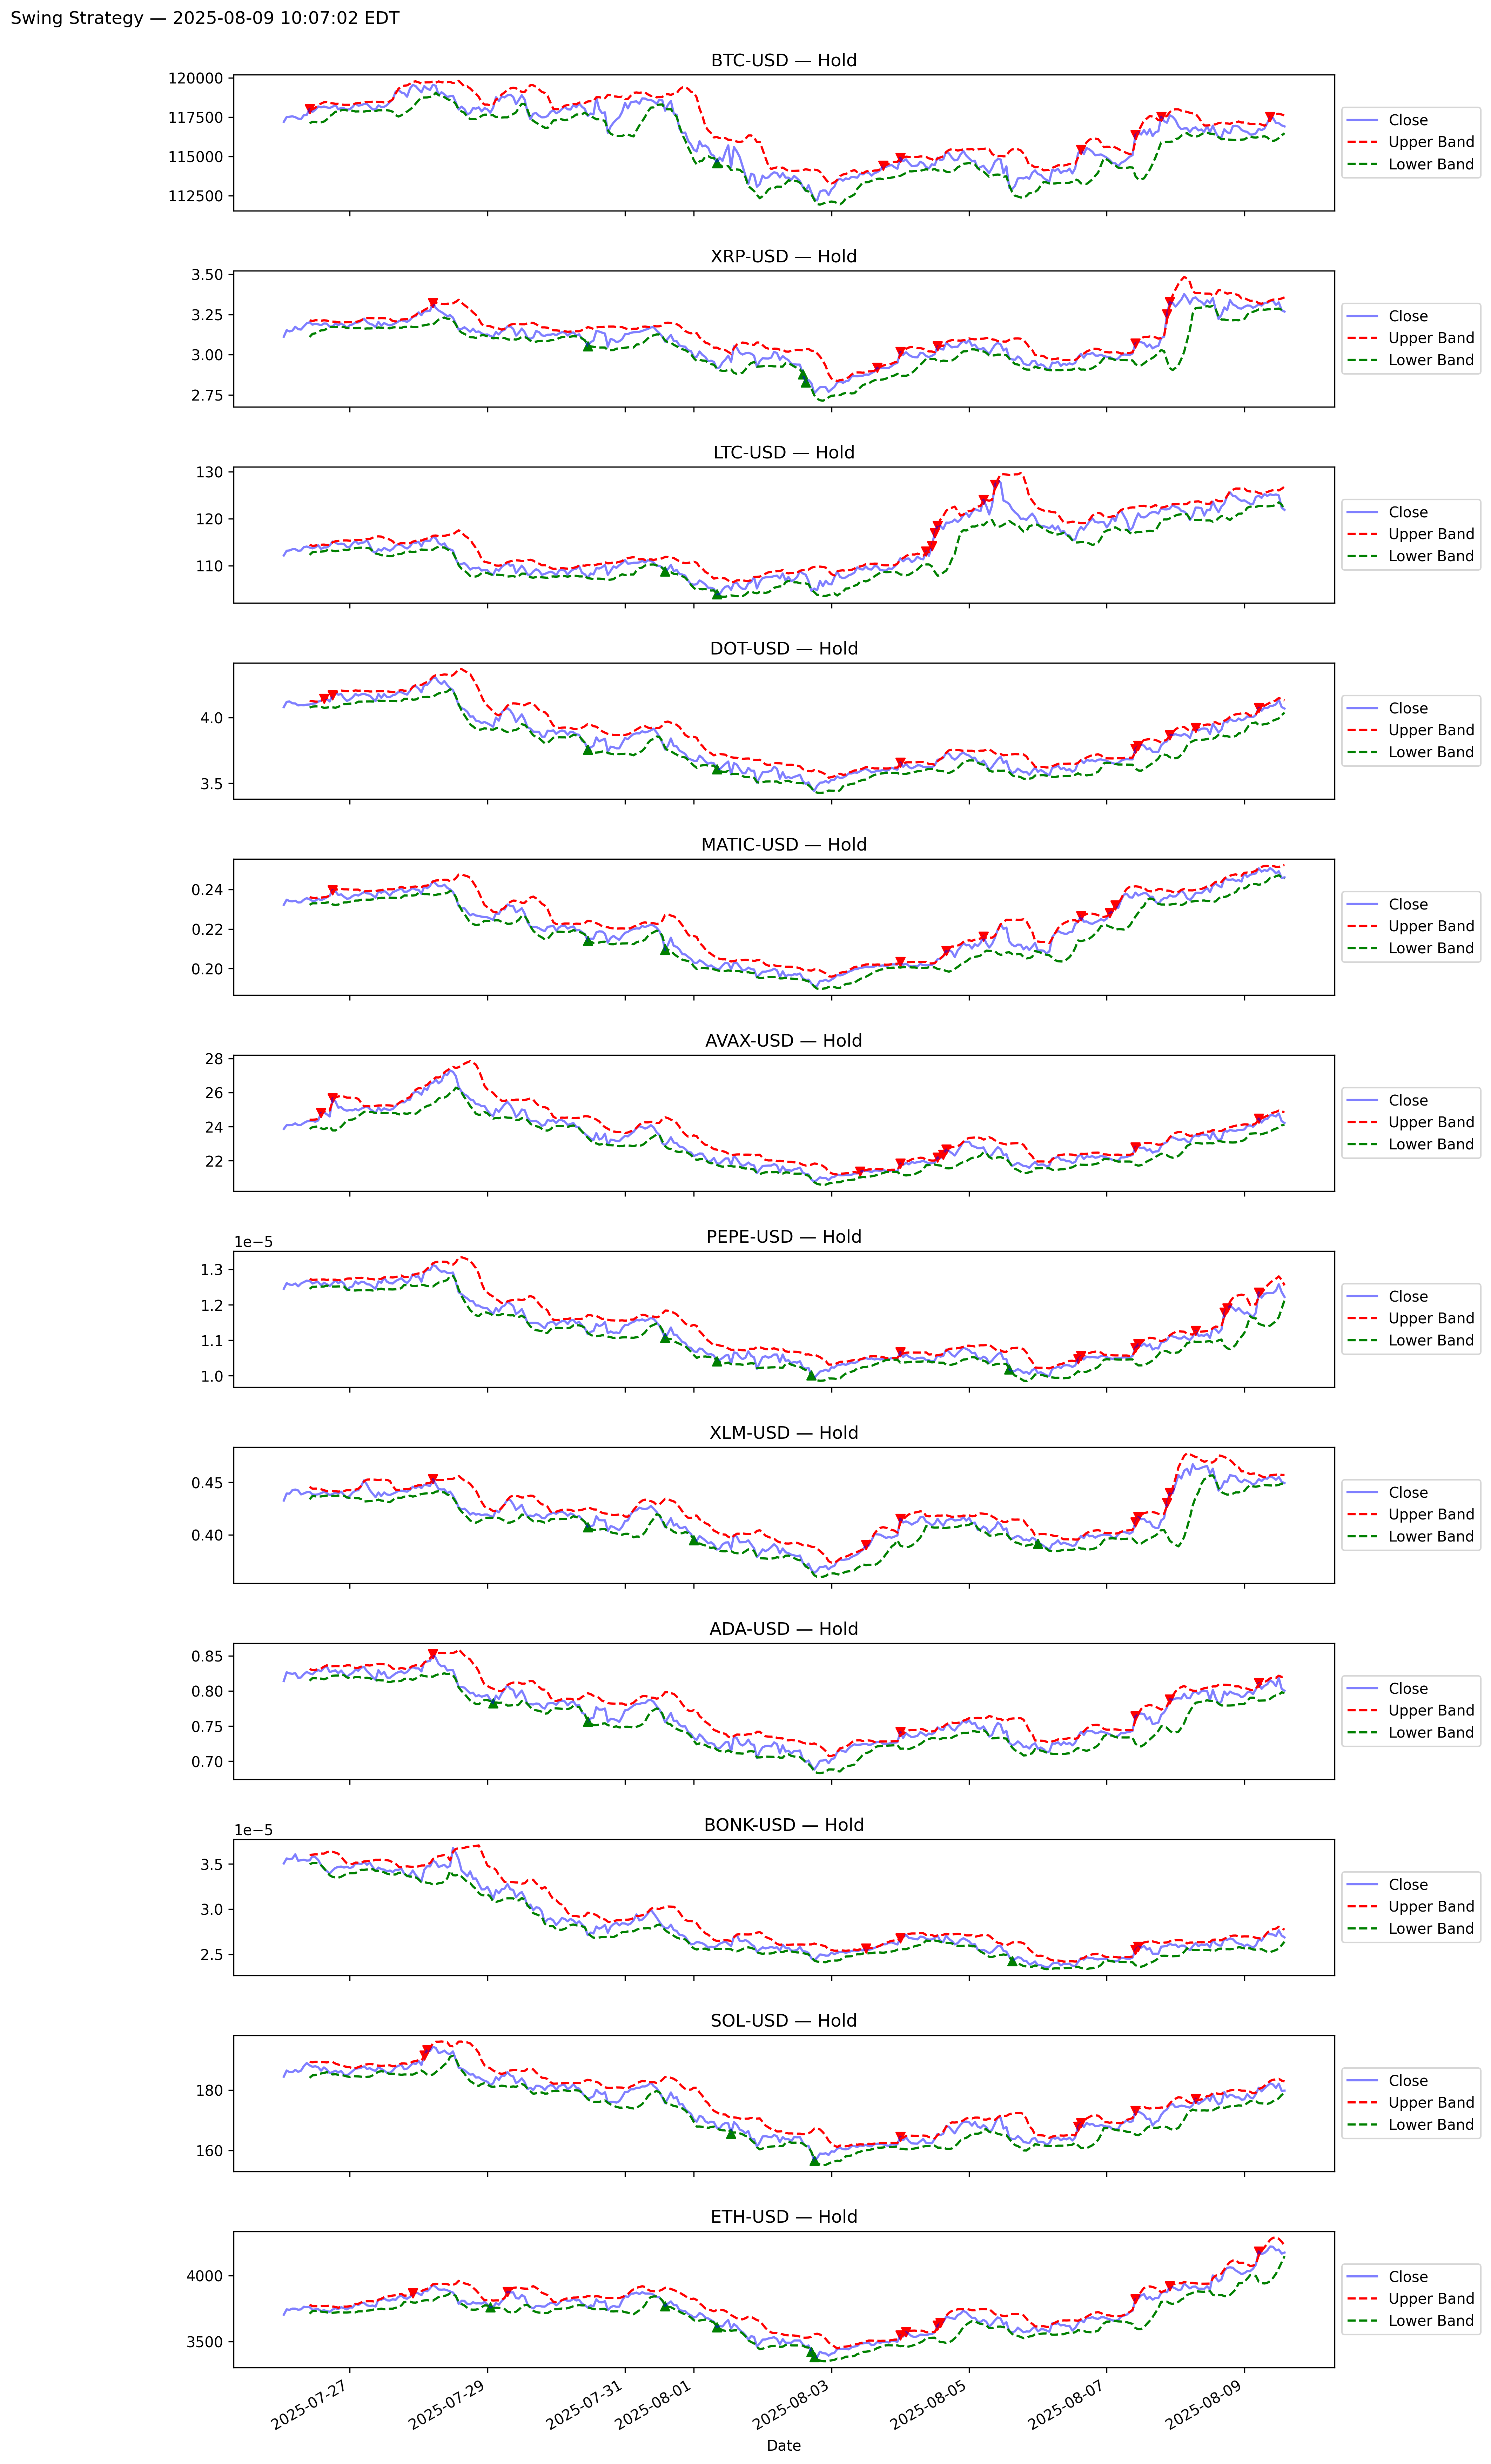 Swing Strategy — 2025-08-09 10:07:02 EDT
BTC-USD — Hold
120000
117500
115000
112500
Close
Upper Band
Lower Band
XRP-USD — Hold
3.50
3.25
3.00
2.75
Close
Upper Band
Lower Band
LTC-USD — Hold
130
120
110
Close
Upper Band
Lower Band
DOT-USD — Hold
4.0
3.5
Close
Upper Band
Lower Band
MATIC-USD — Hold
0.24
0.22
0.20
Close
Upper Band
Lower Band
AVAX-USD — Hold
28
26
24
22
Close
Upper Band
Lower Band
PEPE-USD — Hold
1e−5
1.3
1.2
1.1
1.0
Close
Upper Band
Lower Band
XLM-USD — Hold
0.45
0.40
Close
Upper Band
Lower Band
ADA-USD — Hold
0.85
0.80
0.75
0.70
Close
Upper Band
Lower Band
BONK-USD — Hold
1e−5
3.5
3.0
2.5
Close
Upper Band
Lower Band
SOL-USD — Hold
180
160
Close
Upper Band
Lower Band
ETH-USD — Hold
4000
3500
Close
Upper Band
Lower Band
2025-07-27
2025-07-29
2025-07-31
2025-08-01
2025-08-03
2025-08-05
2025-08-07
2025-08-09
Date